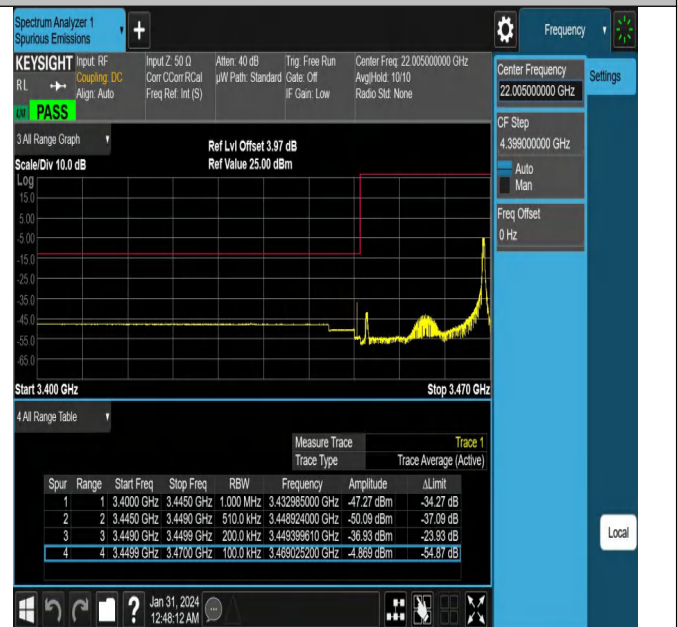 Spectrum Analyzer 1
Spurious Emissions
Frequency
KEYSIGHT Input: RF Input Z: 50 Ω Atten: 40 dB Trig: Free Run Center Freq: 22.005000000 GHz
RL Coupling: DC Corr CCorr RCal µW Path: Standard Gate: Off Avg|Hold: 10/10
Align: Auto Freq Ref: Int (S) IF Gain: Low Radio Std: None
PASS
Center Frequency
22.005000000 GHz
Settings
CF Step
4.399000000 GHz
Auto
Man
Freq Offset
0 Hz
3 All Range Graph
Ref Lvl Offset 3.97 dB
Scale/Div 10.0 dB Ref Value 25.00 dBm
Log
15.0
5.00
-5.00
-15.0
-25.0
-35.0
-45.0
-55.0
-65.0
Start 3.400 GHz Stop 3.470 GHz
4 All Range Table
Measure Trace Trace 1
Trace Type Trace Average (Active)
Spur Range Start Freq Stop Freq RBW Frequency Amplitude ΔLimit
1 1 3.4000 GHz 3.4450 GHz 1.000 MHz 3.432985000 GHz -47.27 dBm -34.27 dB
2 2 3.4450 GHz 3.4490 GHz 510.0 kHz 3.448924000 GHz -50.09 dBm -37.09 dB
3 3 3.4490 GHz 3.4499 GHz 200.0 kHz 3.449399610 GHz -36.93 dBm -23.93 dB
4 4 3.4499 GHz 3.4700 GHz 100.0 kHz 3.469025200 GHz -4.869 dBm -54.87 dB
Local
Jan 31, 2024
12:48:12 AM